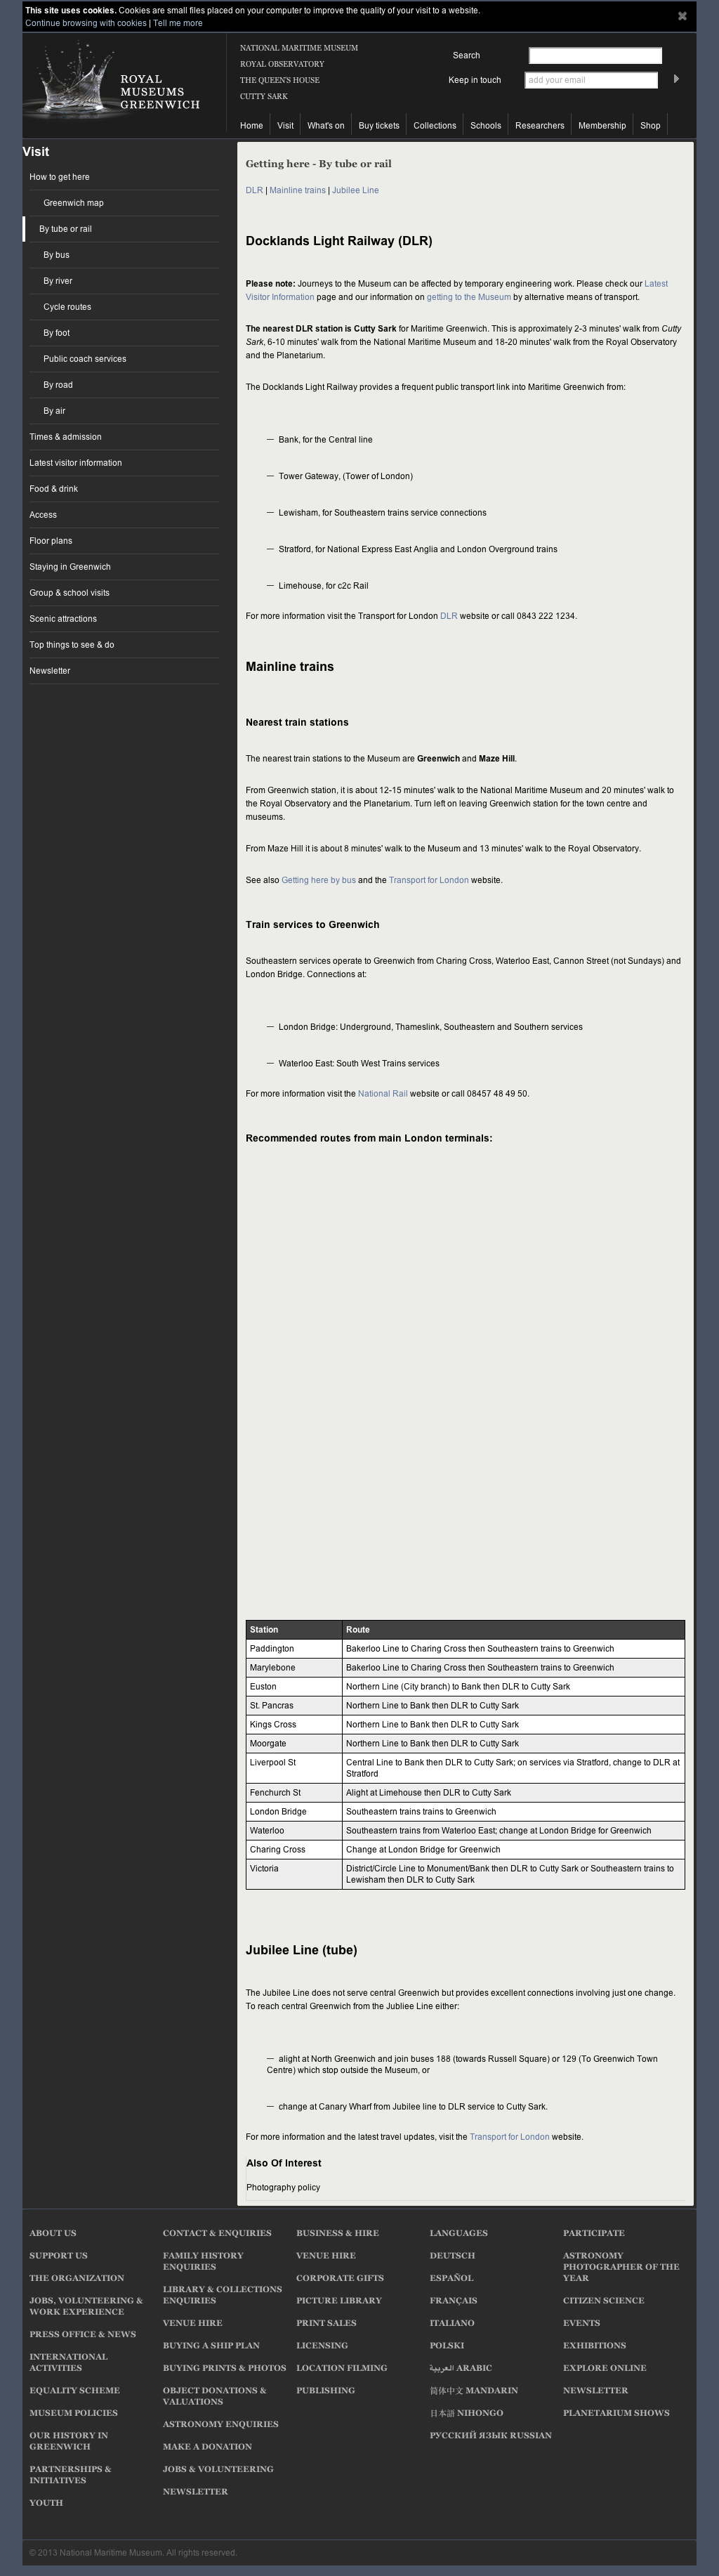 This site uses cookies. Cookies are small files placed on your computer to improve the quality of your visit to a website.
Continue browsing with cookies | Tell me more
ROYAL
MUSEUMS
GREENWICH
NATIONAL MARITIME MUSEUM
ROYAL OBSERVATORY
THE QUEEN'S HOUSE
CUTTY SARK
Search
Keep in touch
add your email
Home
Visit
What's on
Buy tickets
Collections
Schools
Researchers
Membership
Shop
Visit
How to get here
Greenwich map
By tube or rail
By bus
By river
Cycle routes
By foot
Public coach services
By road
By air
Times & admission
Latest visitor information
Food & drink
Access
Floor plans
Staying in Greenwich
Group & school visits
Scenic attractions
Top things to see & do
Newsletter
Getting here - By tube or rail
DLR | Mainline trains | Jubilee Line
Docklands Light Railway (DLR)
Please note: Journeys to the Museum can be affected by temporary engineering work. Please check our Latest
Visitor Information page and our information on getting to the Museum by alternative means of transport.
The nearest DLR station is Cutty Sark for Maritime Greenwich. This is approximately 2-3 minutes' walk from Cutty
Sark, 6-10 minutes' walk from the National Maritime Museum and 18-20 minutes' walk from the Royal Observatory
and the Planetarium.
The Docklands Light Railway provides a frequent public transport link into Maritime Greenwich from:
— Bank, for the Central line
— Tower Gateway, (Tower of London)
— Lewisham, for Southeastern trains service connections
— Stratford, for National Express East Anglia and London Overground trains
— Limehouse, for c2c Rail
For more information visit the Transport for London DLR website or call 0843 222 1234.
Mainline trains
Nearest train stations
The nearest train stations to the Museum are Greenwich and Maze Hill.
From Greenwich station, it is about 12-15 minutes' walk to the National Maritime Museum and 20 minutes' walk to
the Royal Observatory and the Planetarium. Turn left on leaving Greenwich station for the town centre and
museums.
From Maze Hill it is about 8 minutes' walk to the Museum and 13 minutes' walk to the Royal Observatory.
See also Getting here by bus and the Transport for London website.
Train services to Greenwich
Southeastern services operate to Greenwich from Charing Cross, Waterloo East, Cannon Street (not Sundays) and
London Bridge. Connections at:
— London Bridge: Underground, Thameslink, Southeastern and Southern services
— Waterloo East: South West Trains services
For more information visit the National Rail website or call 08457 48 49 50.
Recommended routes from main London terminals:
Station Route
Paddington Bakerloo Line to Charing Cross then Southeastern trains to Greenwich
Marylebone Bakerloo Line to Charing Cross then Southeastern trains to Greenwich
Euston Northern Line (City branch) to Bank then DLR to Cutty Sark
St. Pancras Northern Line to Bank then DLR to Cutty Sark
Kings Cross Northern Line to Bank then DLR to Cutty Sark
Moorgate Northern Line to Bank then DLR to Cutty Sark
Liverpool St Central Line to Bank then DLR to Cutty Sark; on services via Stratford, change to DLR at
Stratford
Fenchurch St Alight at Limehouse then DLR to Cutty Sark
London Bridge Southeastern trains trains to Greenwich
Waterloo Southeastern trains from Waterloo East; change at London Bridge for Greenwich
Charing Cross Change at London Bridge for Greenwich
Victoria District/Circle Line to Monument/Bank then DLR to Cutty Sark or Southeastern trains to
Lewisham then DLR to Cutty Sark
Jubilee Line (tube)
The Jubilee Line does not serve central Greenwich but provides excellent connections involving just one change.
To reach central Greenwich from the Jubliee Line either:
— alight at North Greenwich and join buses 188 (towards Russell Square) or 129 (To Greenwich Town
Centre) which stop outside the Museum, or
— change at Canary Wharf from Jubilee line to DLR service to Cutty Sark.
For more information and the latest travel updates, visit the Transport for London website.
Also Of Interest
Photography policy
ABOUT US
SUPPORT US
THE ORGANIZATION
JOBS, VOLUNTEERING &
WORK EXPERIENCE
PRESS OFFICE & NEWS
INTERNATIONAL
ACTIVITIES
EQUALITY SCHEME
MUSEUM POLICIES
OUR HISTORY IN
GREENWICH
PARTNERSHIPS &
INITIATIVES
YOUTH
CONTACT & ENQUIRIES
FAMILY HISTORY
ENQUIRIES
LIBRARY & COLLECTIONS
ENQUIRIES
VENUE HIRE
BUYING A SHIP PLAN
BUYING PRINTS & PHOTOS
OBJECT DONATIONS &
VALUATIONS
ASTRONOMY ENQUIRIES
MAKE A DONATION
JOBS & VOLUNTEERING
NEWSLETTER
BUSINESS & HIRE
VENUE HIRE
CORPORATE GIFTS
PICTURE LIBRARY
PRINT SALES
LICENSING
LOCATION FILMING
PUBLISHING
LANGUAGES
DEUTSCH
ESPAÑOL
FRANÇAIS
ITALIANO
POLSKI
العربية ARABIC
简体中文 MANDARIN
日本語 NIHONGO
РУССКИЙ ЯЗЫК RUSSIAN
PARTICIPATE
ASTRONOMY
PHOTOGRAPHER OF THE
YEAR
CITIZEN SCIENCE
EVENTS
EXHIBITIONS
EXPLORE ONLINE
NEWSLETTER
PLANETARIUM SHOWS
© 2013 National Maritime Museum. All rights reserved.